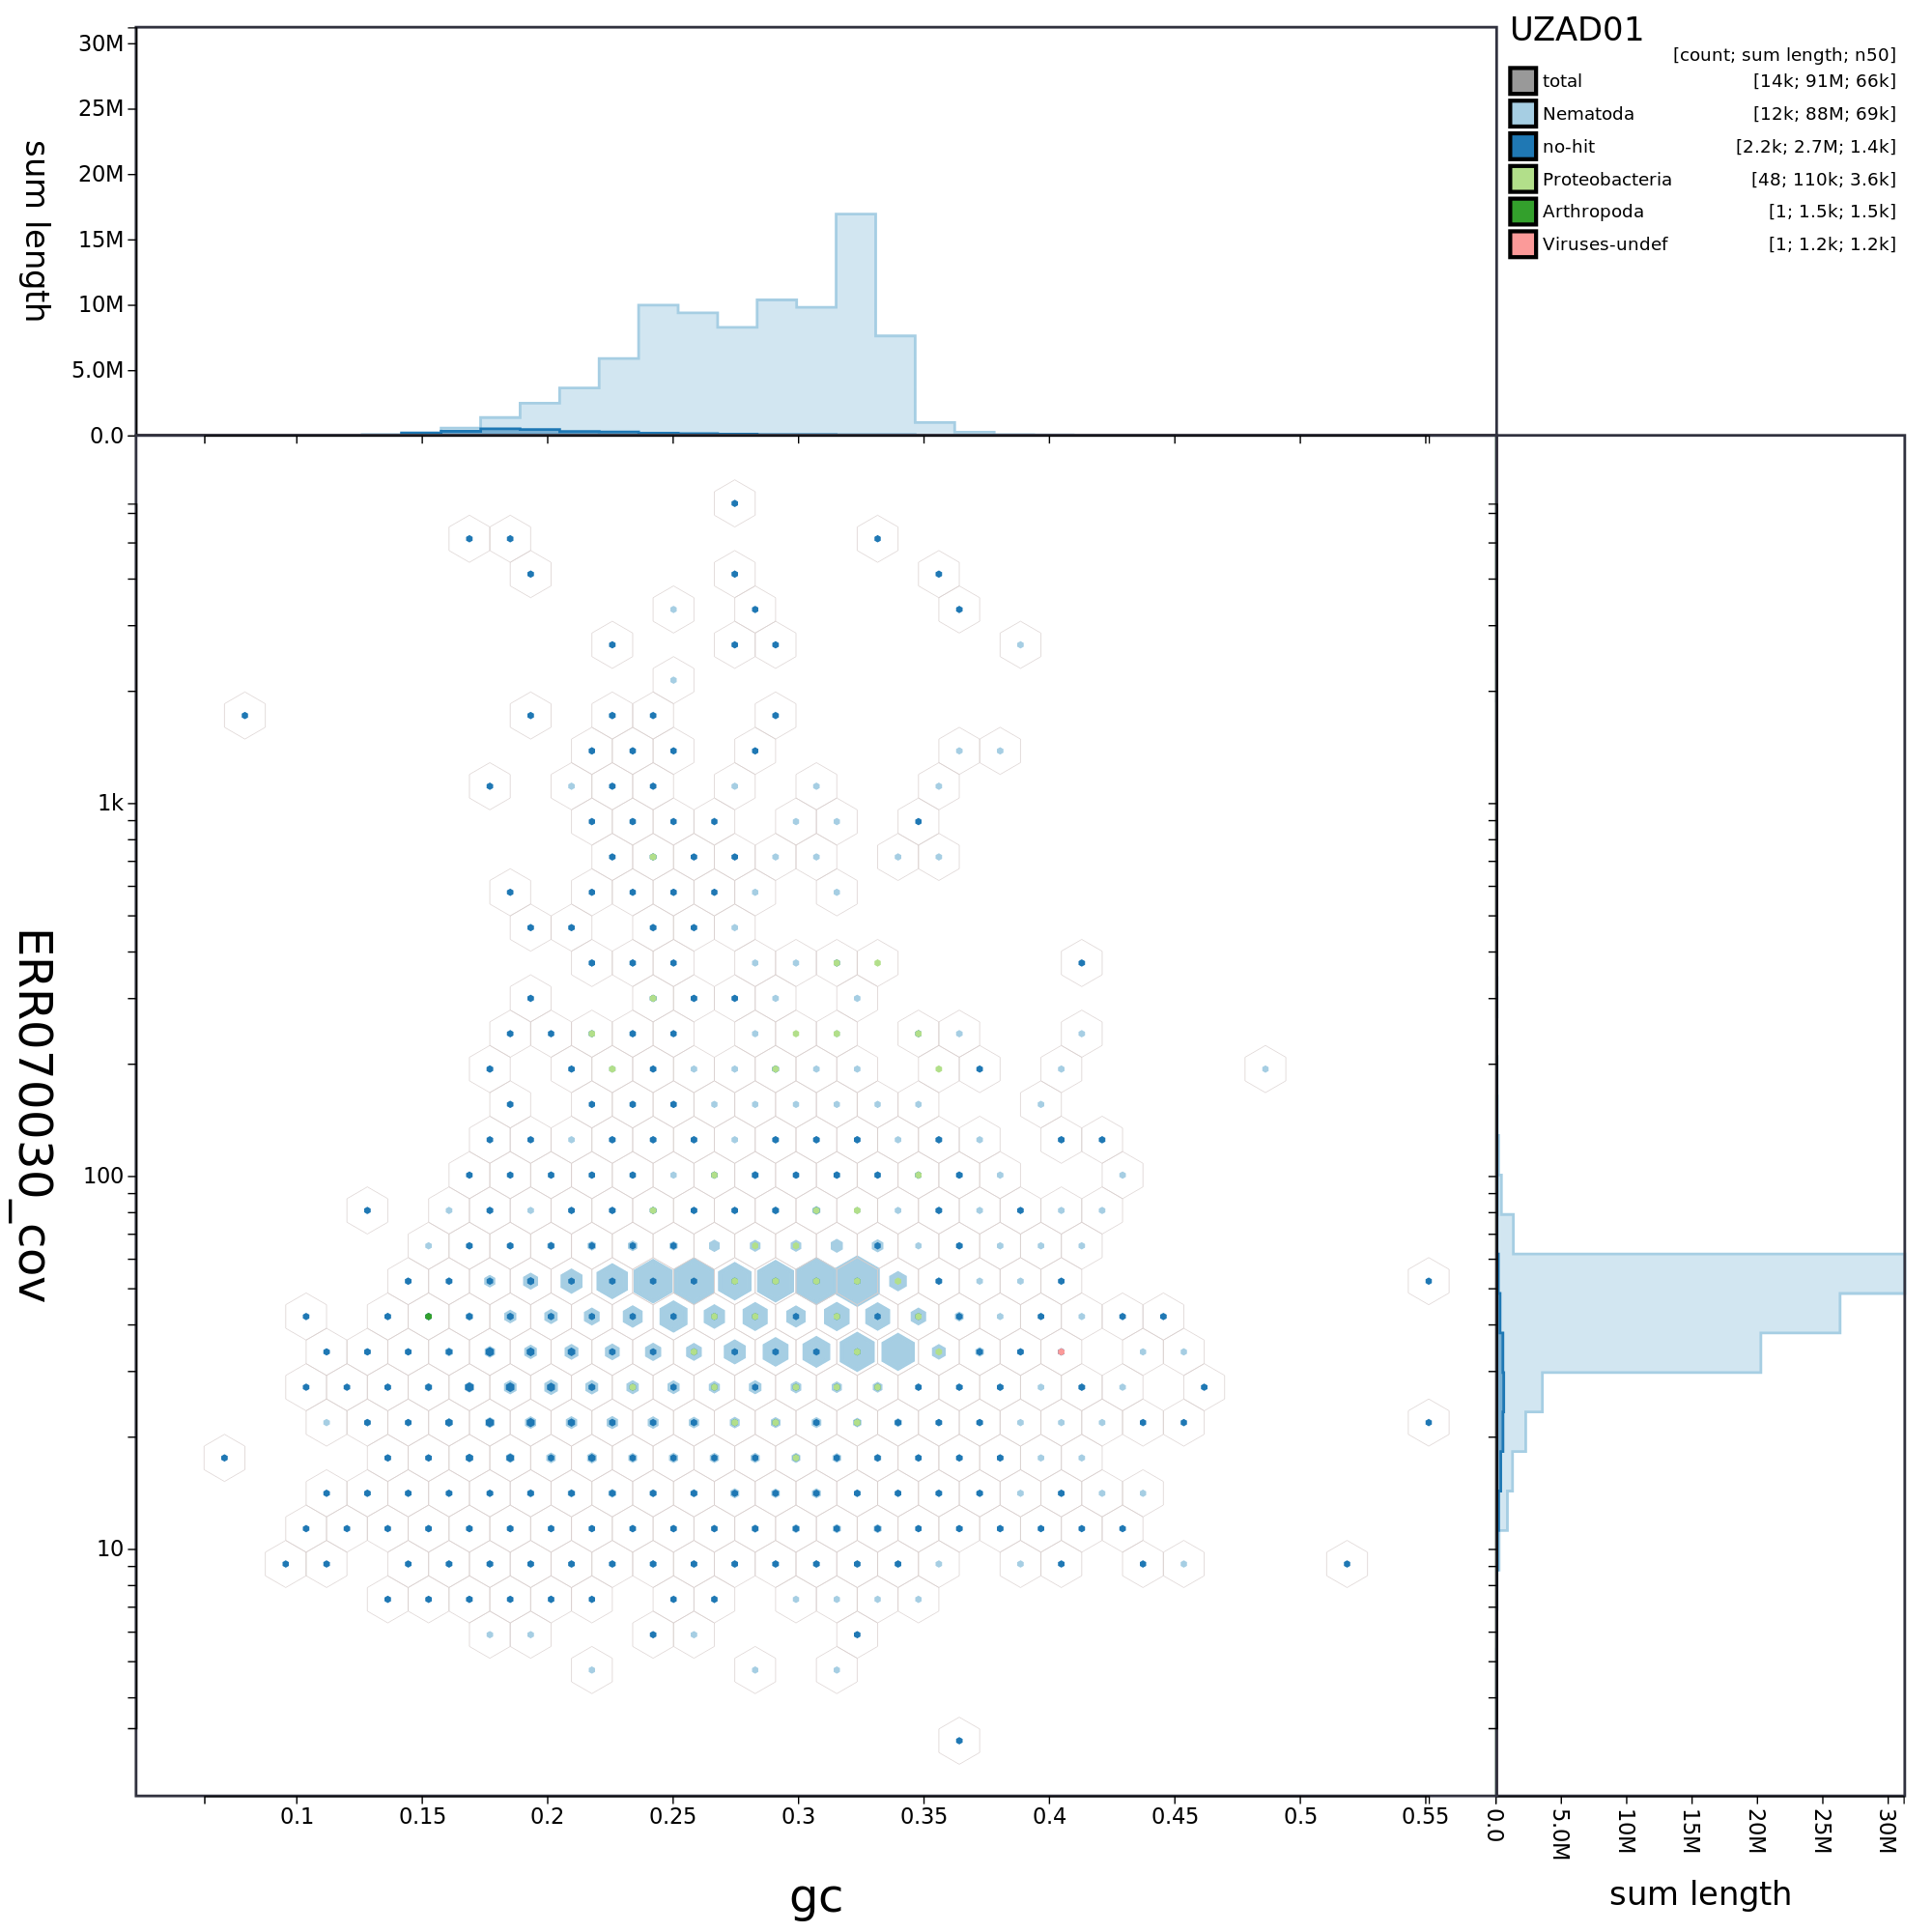 UZAD01
[count; sum length; n50]
total [14k; 91M; 66k]
Nematoda [12k; 88M; 69k]
no-hit [2.2k; 2.7M; 1.4k]
Proteobacteria [48; 110k; 3.6k]
Arthropoda [1; 1.5k; 1.5k]
Viruses-undef [1; 1.2k; 1.2k]
sum length
30M
25M
20M
15M
10M
5.0M
0.0
ERR070030_cov
1k
100
10
0.1 0.15 0.2 0.25 0.3 0.35 0.4 0.45 0.5 0.55
gc
0.0 5.0M 10M 15M 20M 25M 30M
sum length